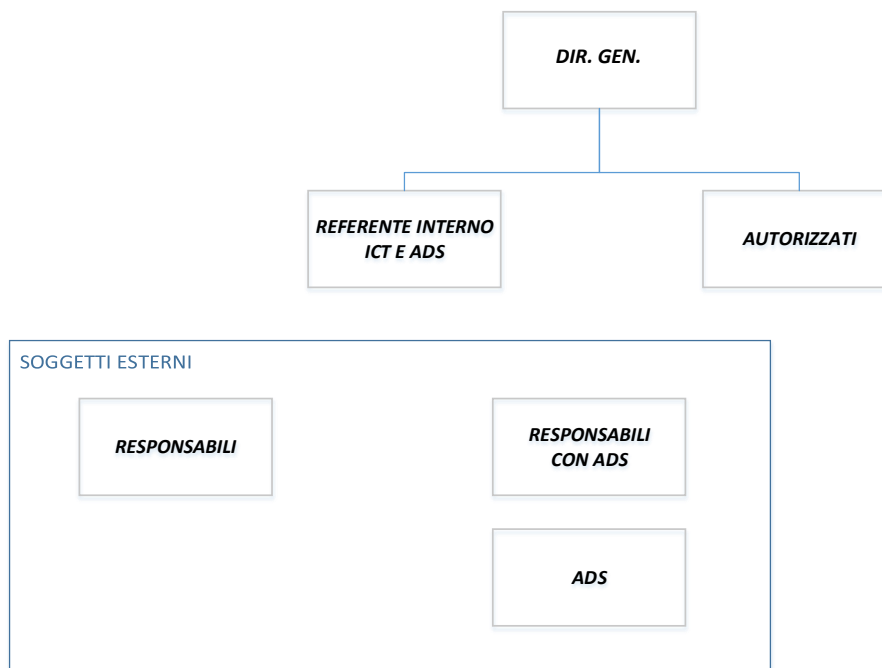 DIR. GEN.
REFERENTE INTERNO
ICT E ADS
AUTORIZZATI
SOGGETTI ESTERNI
RESPONSABILI
RESPONSABILI
CON ADS
ADS